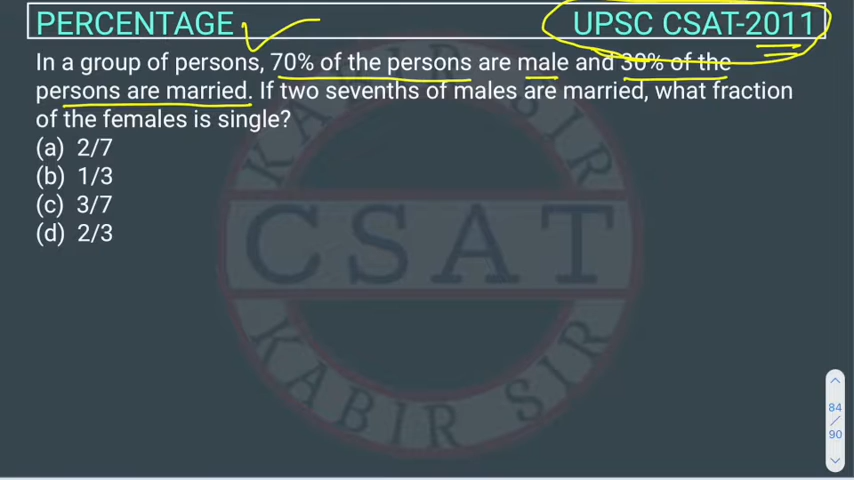 PERCENTAGE
UPSC CSAT-2011
In a group of persons, 70% of the persons are male and 30% of the
persons are married. If two sevenths of males are married, what fraction
of the females is single?
(a) 2/7
(b) 1/3
(c) 3/7
(d) 2/3
KABIR SIR
CSAT
KABIR SIR
84
/
90